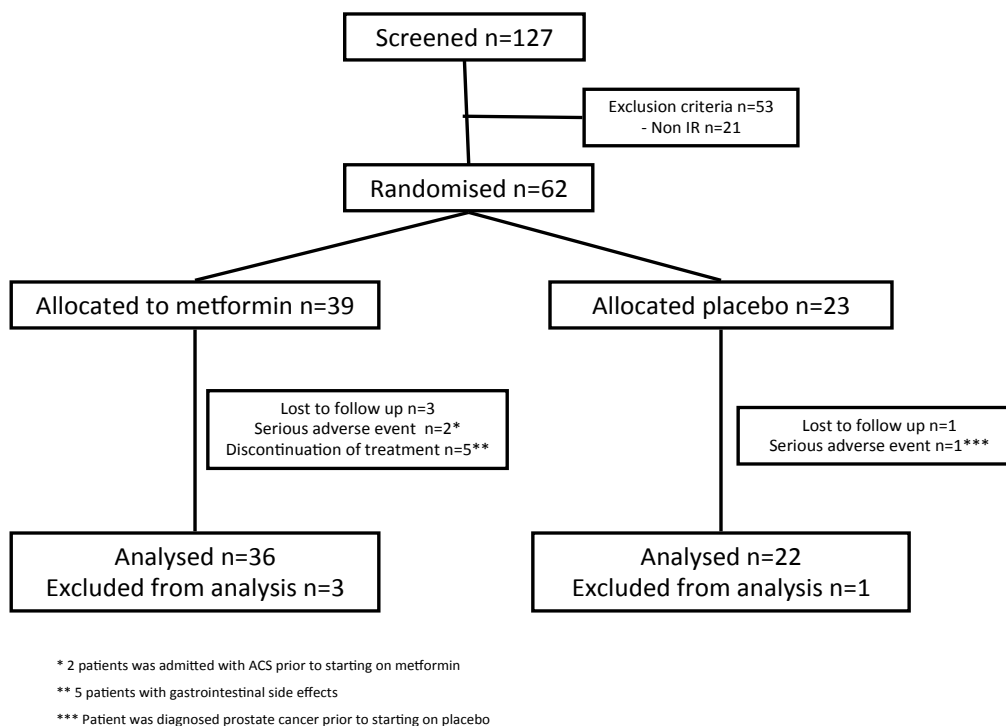 Screened n=127
Exclusion criteria n=53
- Non IR n=21
Randomised n=62
Allocated to metformin n=39
Allocated placebo n=23
Lost to follow up n=3
Serious adverse event n=2*
Discontinuation of treatment n=5**
Lost to follow up n=1
Serious adverse event n=1***
Analysed n=36
Excluded from analysis n=3
Analysed n=22
Excluded from analysis n=1
* 2 patients was admitted with ACS prior to starting on metformin
** 5 patients with gastrointestinal side effects
*** Patient was diagnosed prostate cancer prior to starting on placebo